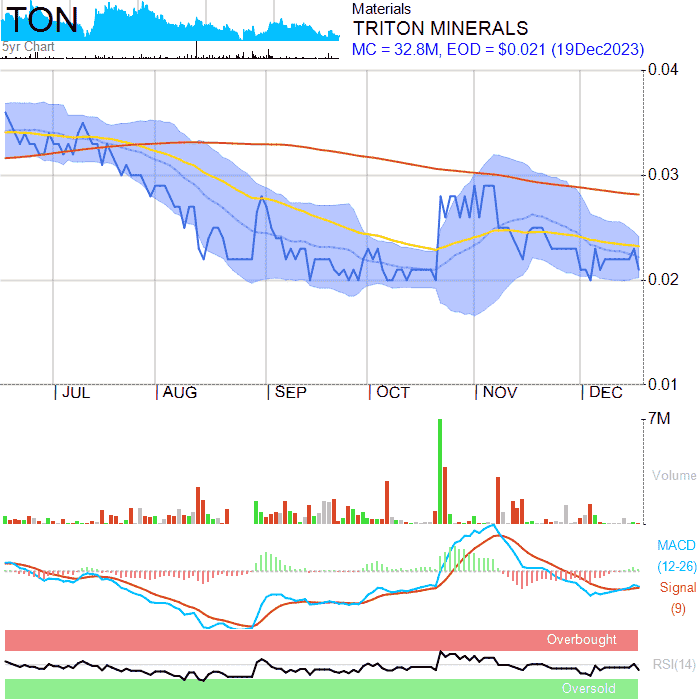 TON
5yr Chart
Materials
TRITON MINERALS
MC = 32.8M, EOD = $0.021 (19Dec2023)
0.04
0.03
0.02
0.01
JUL
AUG
SEP
OCT
NOV
DEC
7M
Volume
MACD
(12-26)
Signal
(9)
Overbought
RSI(14)
Oversold